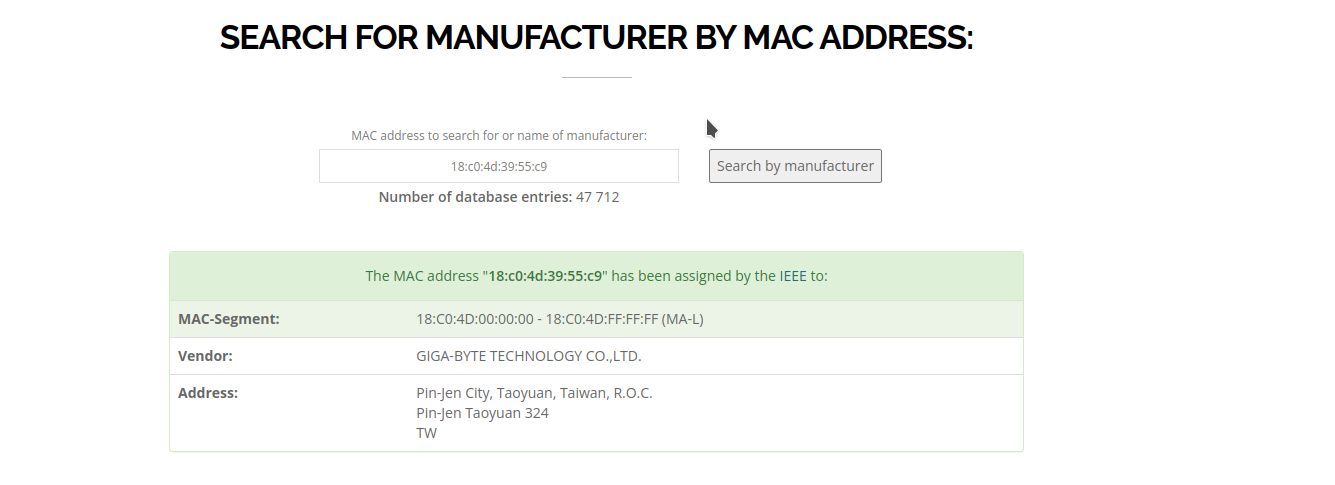 SEARCH FOR MANUFACTURER BY MAC ADDRESS:
MAC address to search for or name of manufacturer:
18:c0:4d:39:55:c9
Search by manufacturer
Number of database entries: 47 712
The MAC address "18:c0:4d:39:55:c9" has been assigned by the IEEE to:
MAC-Segment: 18:C0:4D:00:00:00 - 18:C0:4D:FF:FF:FF (MA-L)
Vendor: GIGA-BYTE TECHNOLOGY CO.,LTD.
Address: Pin-Jen City, Taoyuan, Taiwan, R.O.C.
Pin-Jen Taoyuan 324
TW